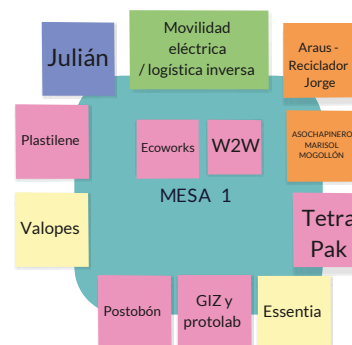 Julián
Movilidad
eléctrica
/ logística inversa
Araus -
Reciclador
Jorge
Plastilene
Ecoworks
W2W
ASOCHAPINERO
MARISOL
MOGOLLÓN
MESA 1
Valopes
Tetra
Pak
Postobón
GIZ y
protolab
Essentia